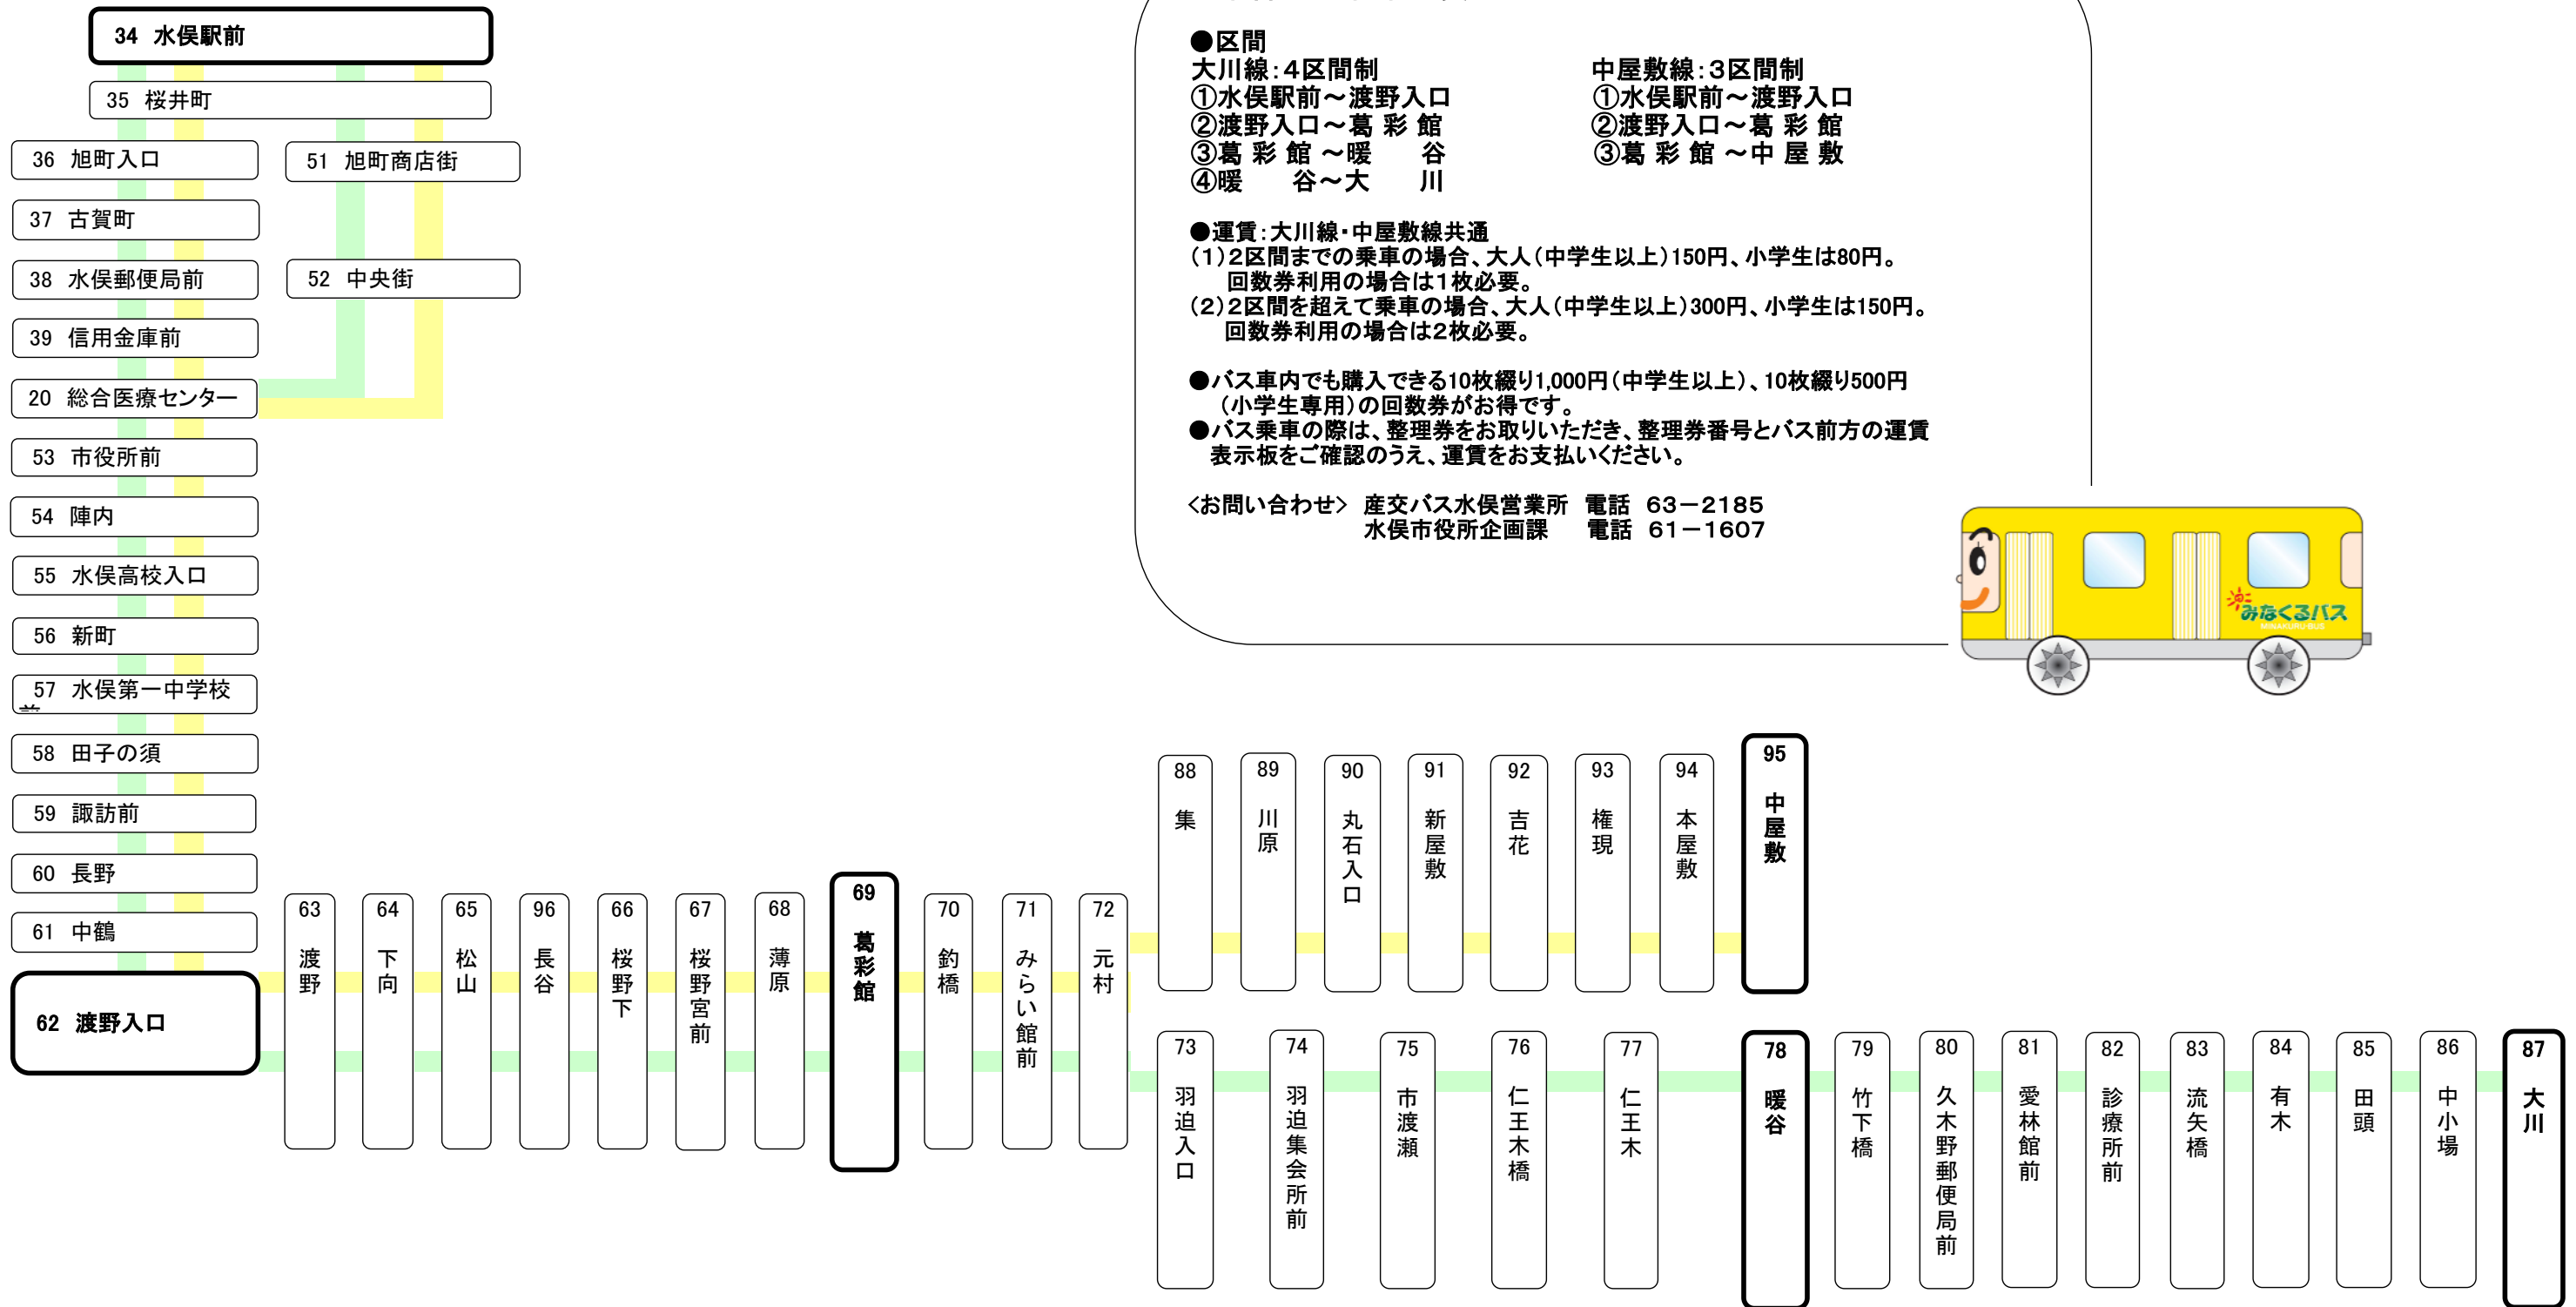 34 水俣駅前
35 桜井町
36 旭町入口
51 旭町商店街
37 古賀町
38 水俣郵便局前
52 中央街
39 信用金庫前
20 総合医療センター
53 市役所前
54 陣内
55 水俣高校入口
56 新町
57 水俣第一中学校
58 田子の須
59 諏訪前
60 長野
61 中鶴
62 渡野入口
●区間
大川線:4区間制 中屋敷線:3区間制
①水俣駅前~渡野入口 ①水俣駅前~渡野入口
②渡野入口~葛 彩 館 ②渡野入口~葛 彩 館
③葛 彩 館 ~暖 谷 ③葛 彩 館 ~中 屋 敷
④暖 谷~大 川
●運賃:大川線・中屋敷線共通
(1)2区間までの乗車の場合、大人(中学生以上)150円、小学生は80円。
回数券利用の場合は1枚必要。
(2)2区間を超えて乗車の場合、大人(中学生以上)300円、小学生は150円。
回数券利用の場合は2枚必要。
●バス車内でも購入できる10枚綴り1,000円(中学生以上)、10枚綴り500円
(小学生専用)の回数券がお得です。
●バス乗車の際は、整理券をお取りいただき、整理券番号とバス前方の運賃
表示板をご確認のうえ、運賃をお支払いください。
<お問い合わせ> 産交バス水俣営業所 電話 63-2185
水俣市役所企画課 電話 61-1607
みなくるバス
MINAKURU BUS
63 渡野
64 下向
65 松山
96 長谷
66 桜野下
67 桜野宮前
68 薄原
69 葛彩館
70 釣橋
71 みらい館前
72 元村
88 集
89 川原
90 丸石入口
91 新屋敷
92 吉花
93 権現
94 本屋敷
95 中屋敷
73 羽迫入口
74 羽迫集会所前
75 市渡瀬
76 仁王木橋
77 仁王木
78 暖谷
79 竹下橋
80 久木野郵便局前
81 愛林館前
82 診療所前
83 流矢橋
84 有木
85 田頭
86 中小場
87 大川